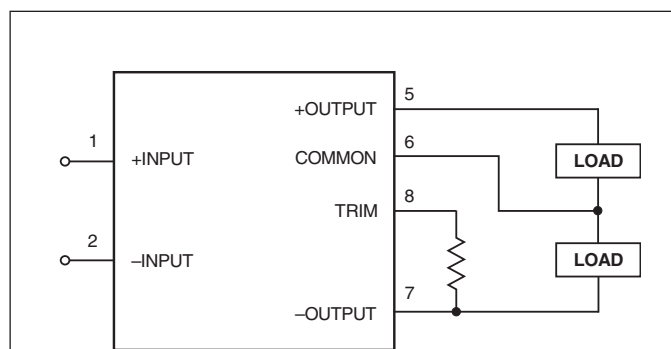 5
+OUTPUT
1
6
+INPUT
COMMON
LOAD
8
TRIM
2
–INPUT
LOAD
7
–OUTPUT